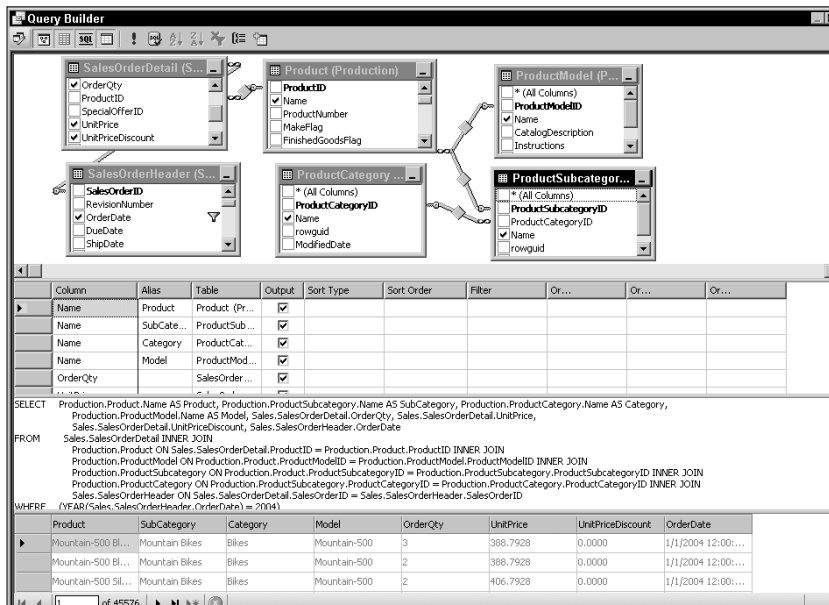 Query Builder
SQL
SalesOrderDetail (S...
OrderQty
ProductID
SpecialOfferID
UnitPrice
UnitPriceDiscount
Product (Production)
ProductID
Name
ProductNumber
MakeFlag
FinishedGoodsFlag
ProductModel (P...
* (All Columns)
ProductModelID
Name
CatalogDescription
Instructions
SalesOrderHeader (S...
SalesOrderID
RevisionNumber
OrderDate
DueDate
ShipDate
ProductCategory ...
* (All Columns)
ProductCategoryID
Name
rowguid
ModifiedDate
ProductSubcategor...
* (All Columns)
ProductSubcategoryID
ProductCategoryID
Name
rowguid
Column Alias Table Output Sort Type Sort Order Filter Or... Or... Or...
Name Product Product (Pr...
Name SubCate... ProductSub...
Name Category ProductCat...
Name Model ProductMod...
OrderQty SalesOrder...
SELECT Production.Product.Name AS Product, Production.ProductSubcategory.Name AS SubCategory, Production.ProductCategory.Name AS Category,
Production.ProductModel.Name AS Model, Sales.SalesOrderDetail.OrderQty, Sales.SalesOrderDetail.UnitPrice,
Sales.SalesOrderDetail.UnitPriceDiscount, Sales.SalesOrderHeader.OrderDate
FROM Sales.SalesOrderDetail INNER JOIN
Production.Product ON Sales.SalesOrderDetail.ProductID = Production.Product.ProductID INNER JOIN
Production.ProductModel ON Production.Product.ProductModelID = Production.ProductModel.ProductModelID INNER JOIN
Production.ProductSubcategory ON Production.Product.ProductSubcategoryID = Production.ProductSubcategory.ProductSubcategoryID INNER JOIN
Production.ProductCategory ON Production.ProductSubcategory.ProductCategoryID = Production.ProductCategory.ProductCategoryID INNER JOIN
Sales.SalesOrderHeader ON Sales.SalesOrderDetail.SalesOrderID = Sales.SalesOrderHeader.SalesOrderID
WHERE (YEAR(Sales.SalesOrderHeader.OrderDate) = 2004)
Product SubCategory Category Model OrderQty UnitPrice UnitPriceDiscount OrderDate
Mountain-500 Bl... Mountain Bikes Bikes Mountain-500 3 388.7928 0.0000 1/1/2004 12:00:...
Mountain-500 Bl... Mountain Bikes Bikes Mountain-500 2 388.7928 0.0000 1/1/2004 12:00:...
Mountain-500 Sil... Mountain Bikes Bikes Mountain-500 2 406.7928 0.0000 1/1/2004 12:00:...
1 of 45576